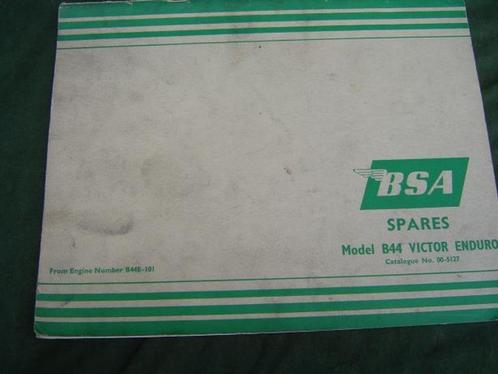 BSA
SPARES
Model B44 VICTOR ENDURO
Catalogue No. 00-5127
From Engine Number B44E-101